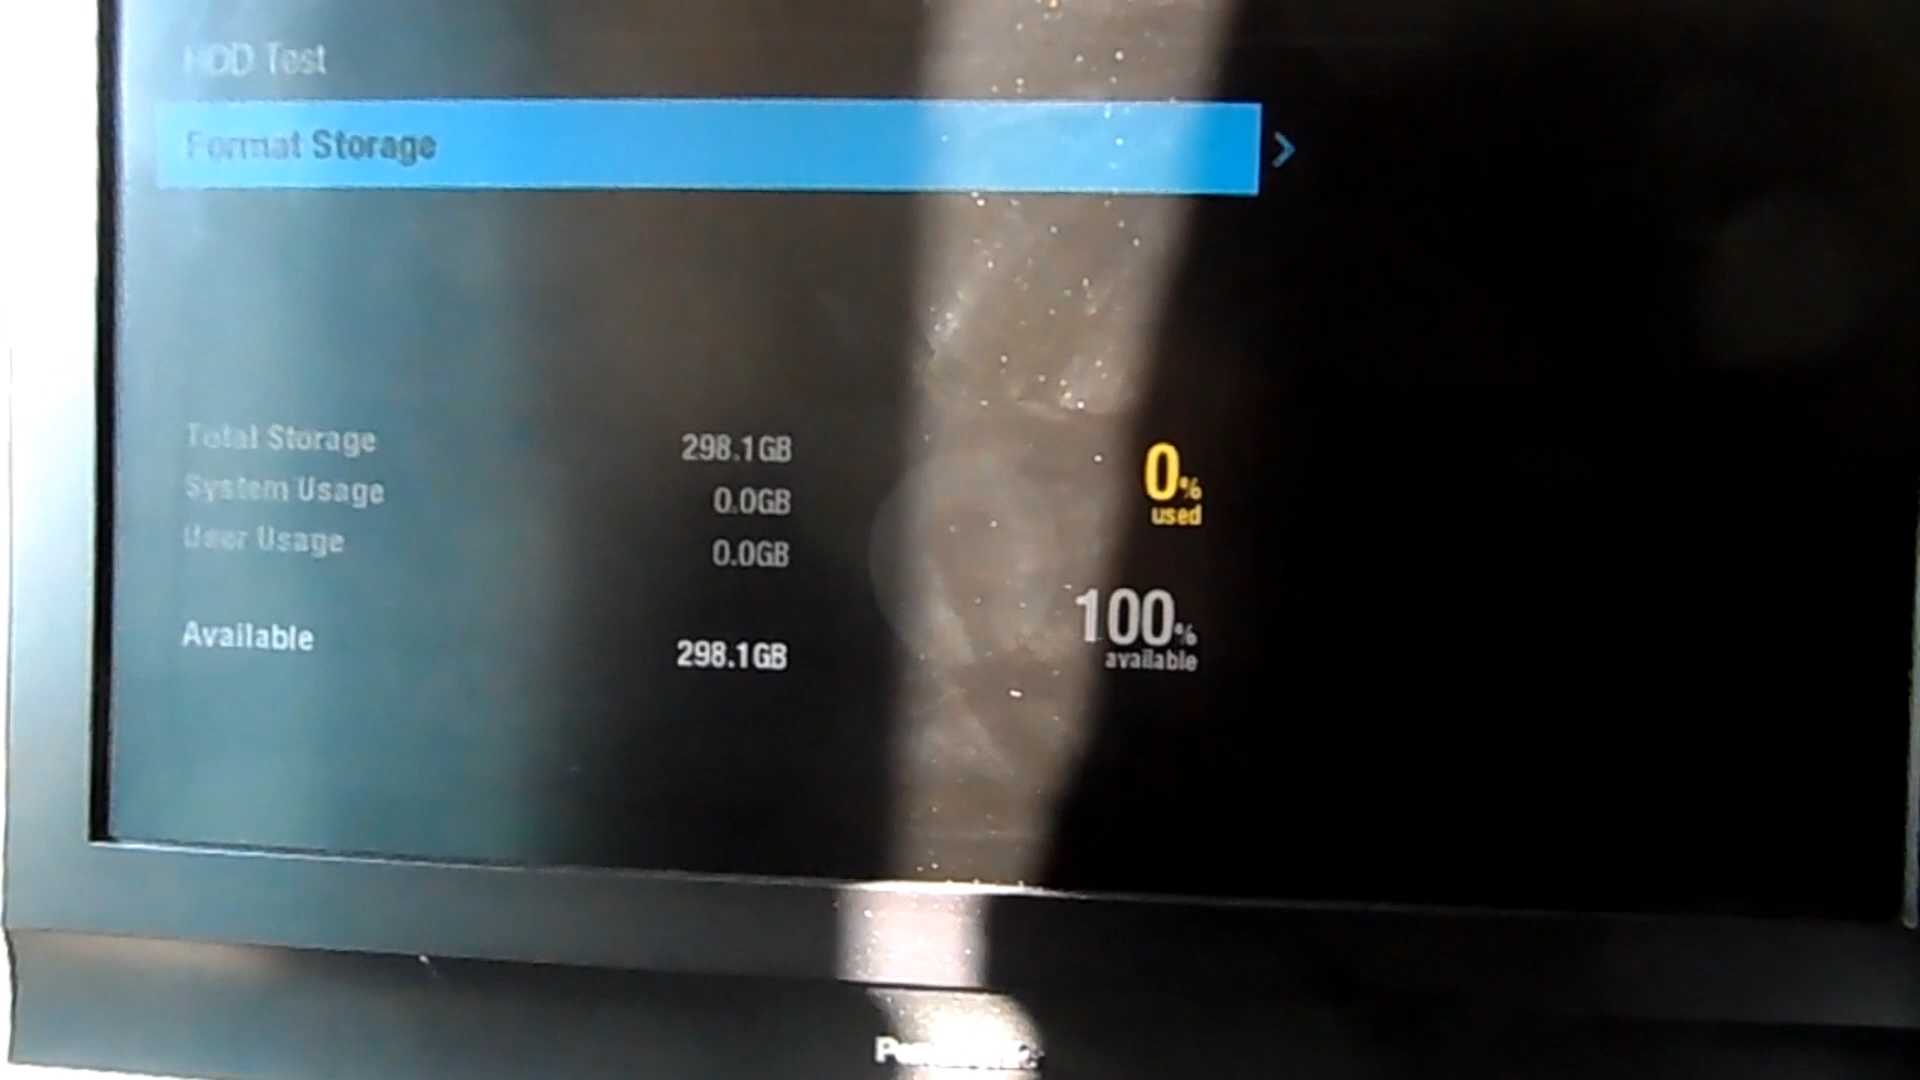 HDD Test
Format Storage
Total Storage 298.1GB
System Usage 0.0GB
User Usage 0.0GB
0% used
Available 298.1GB
100% available
Panasonic